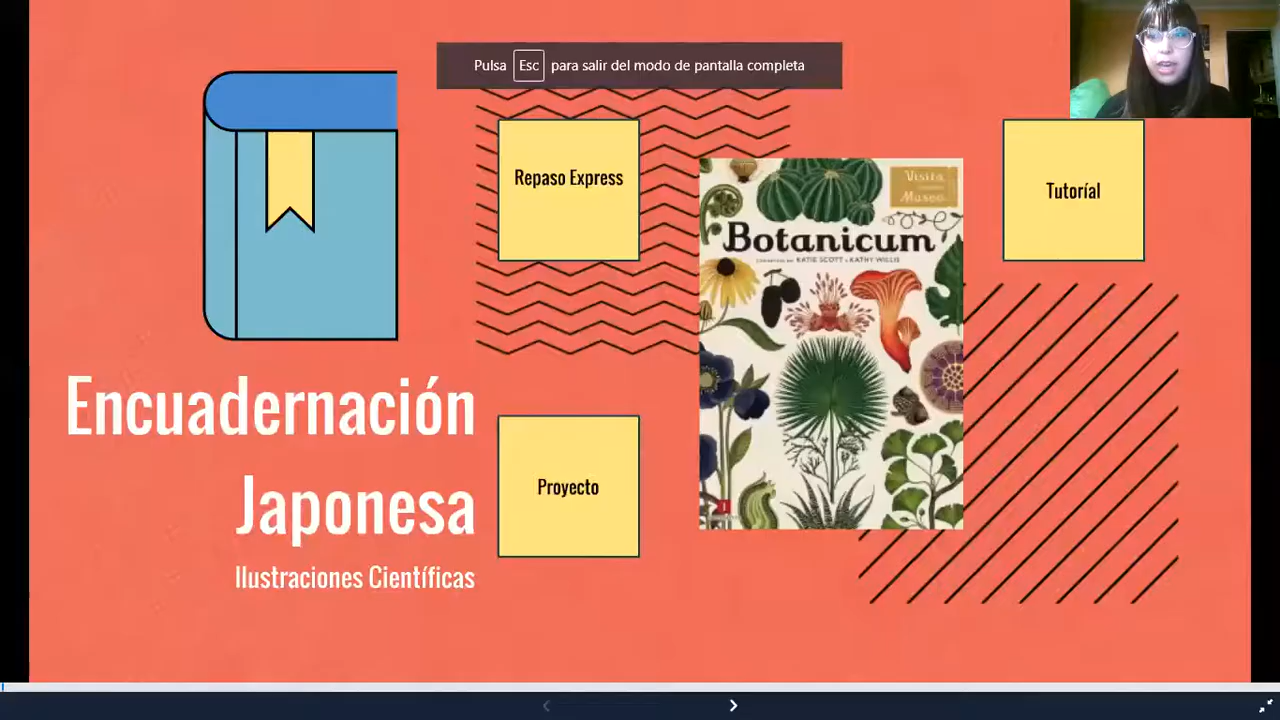 Pulsa Esc para salir del modo de pantalla completa
Repaso Express
Tutoríal
Visita
Museo
Botanicum
KATIE SCOTT Y KATHY WILLIS
Encuadernación
Japonesa
Ilustraciones Científicas
Proyecto